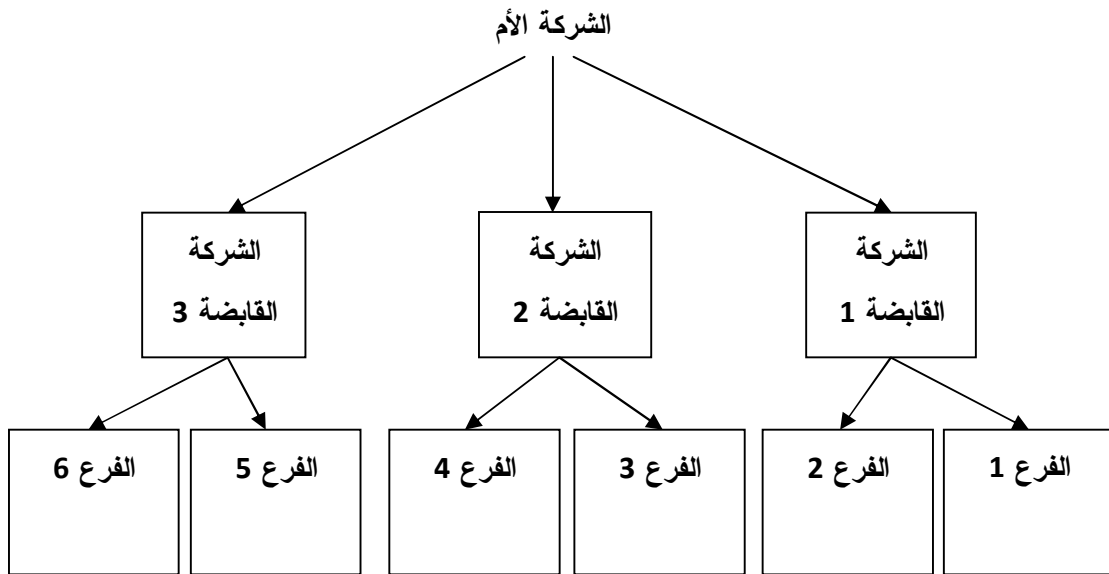 الشركة الأم
الشركة
القابضة 1
الشركة
القابضة 2
الشركة
القابضة 3
الفرع 1
الفرع 2
الفرع 3
الفرع 4
الفرع 5
الفرع 6